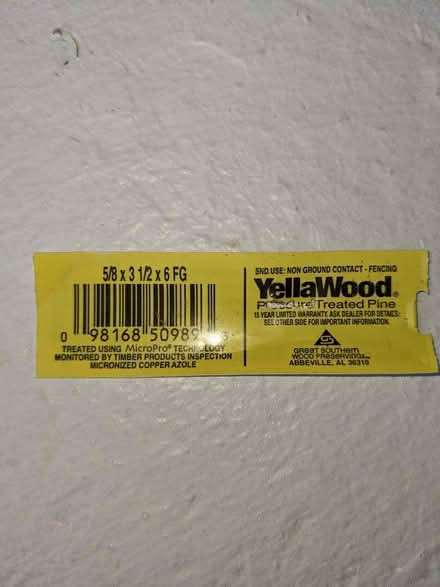 5/8 x 3 1/2 x 6 FG
0 98168 50989 3
TREATED USING MicroPro® TECHNOLOGY
MONITORED BY TIMBER PRODUCTS INSPECTION
MICRONIZED COPPER AZOLE
END USE: NON GROUND CONTACT - FENCING
YellaWood®
Pressure Treated Pine
15 YEAR LIMITED WARRANTY. ASK DEALER FOR DETAILS.
SEE OTHER SIDE FOR IMPORTANT INFORMATION.
GREAT SOUTHERN
WOOD PRESERVING
ABBEVILLE, AL 36310